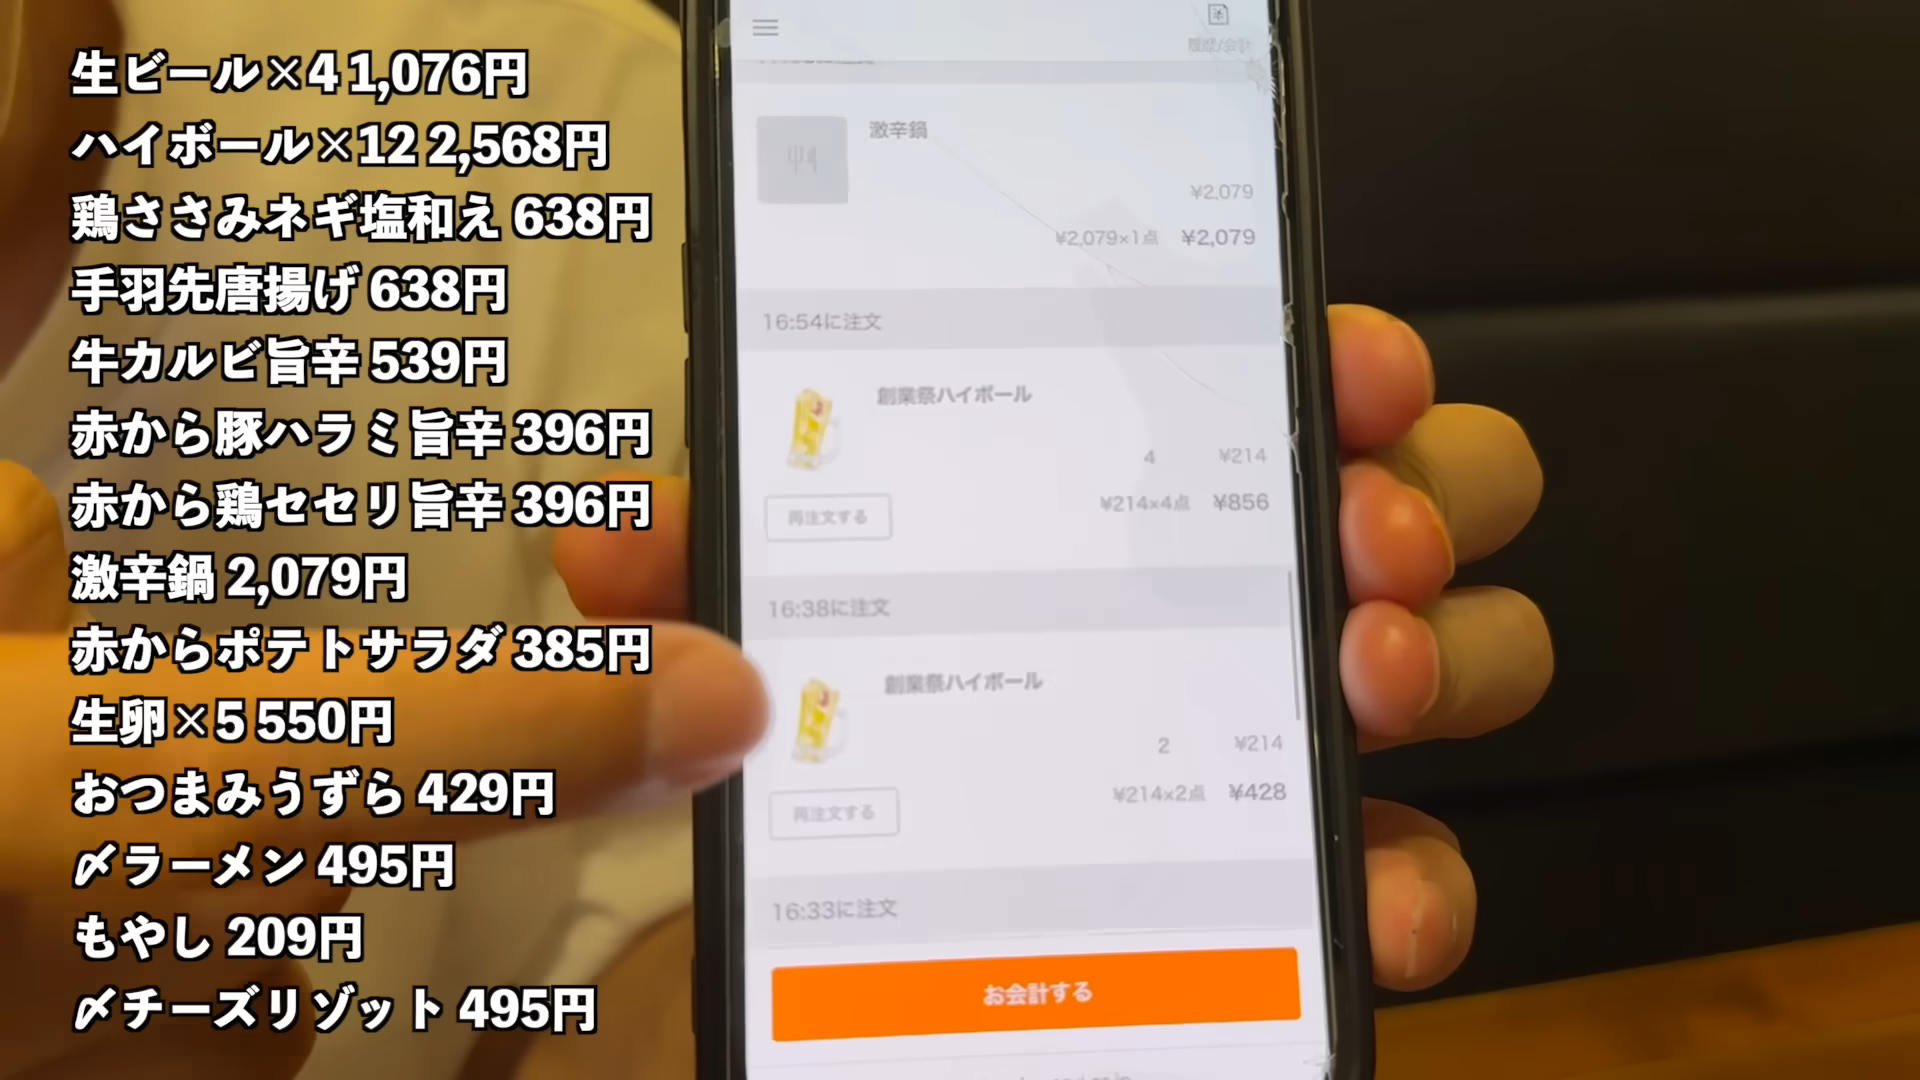 生ビール×4 1,076円
ハイボール×12 2,568円
鶏ささみネギ塩和え 638円
手羽先唐揚げ 638円
牛カルビ旨辛 539円
赤から豚ハラミ旨辛 396円
赤から鶏セセリ旨辛 396円
激辛鍋 2,079円
赤からポテトサラダ 385円
生卵×5 550円
おつまみうずら 429円
〆ラーメン 495円
もやし 209円
〆チーズリゾット 495円
履歴/会計
激辛鍋
¥2,079
¥2,079×1点 ¥2,079
16:54に注文
創業祭ハイボール
4 ¥214
¥214×4点 ¥856
再注文する
16:38に注文
創業祭ハイボール
2 ¥214
¥214×2点 ¥428
再注文する
16:33に注文
お会計する